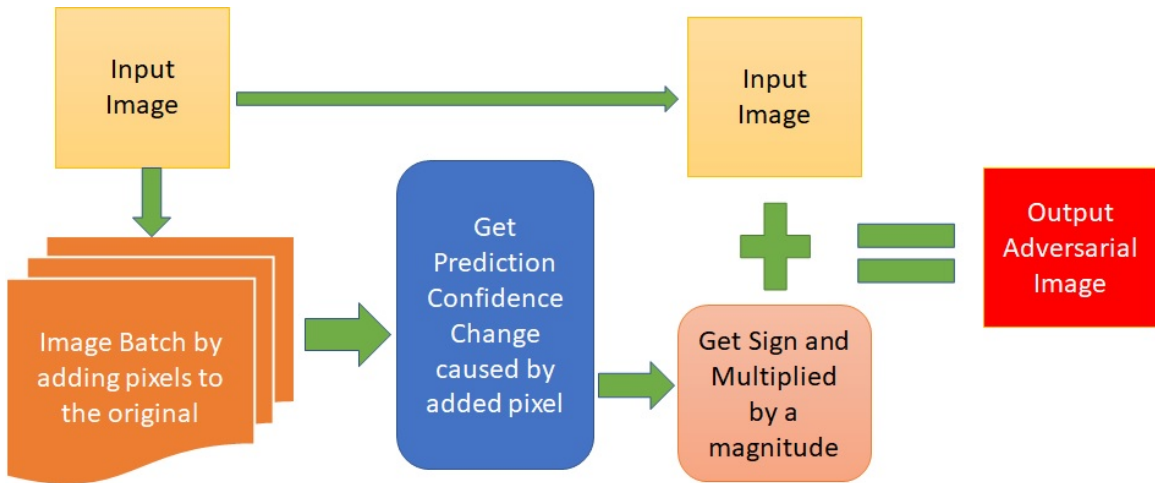 Input
Image
Input
Image
Get
Prediction
Confidence
Change
caused by
added pixel
Output
Adversarial
Image
Image Batch by
adding pixels to
the original
Get Sign and
Multiplied
by a
magnitude